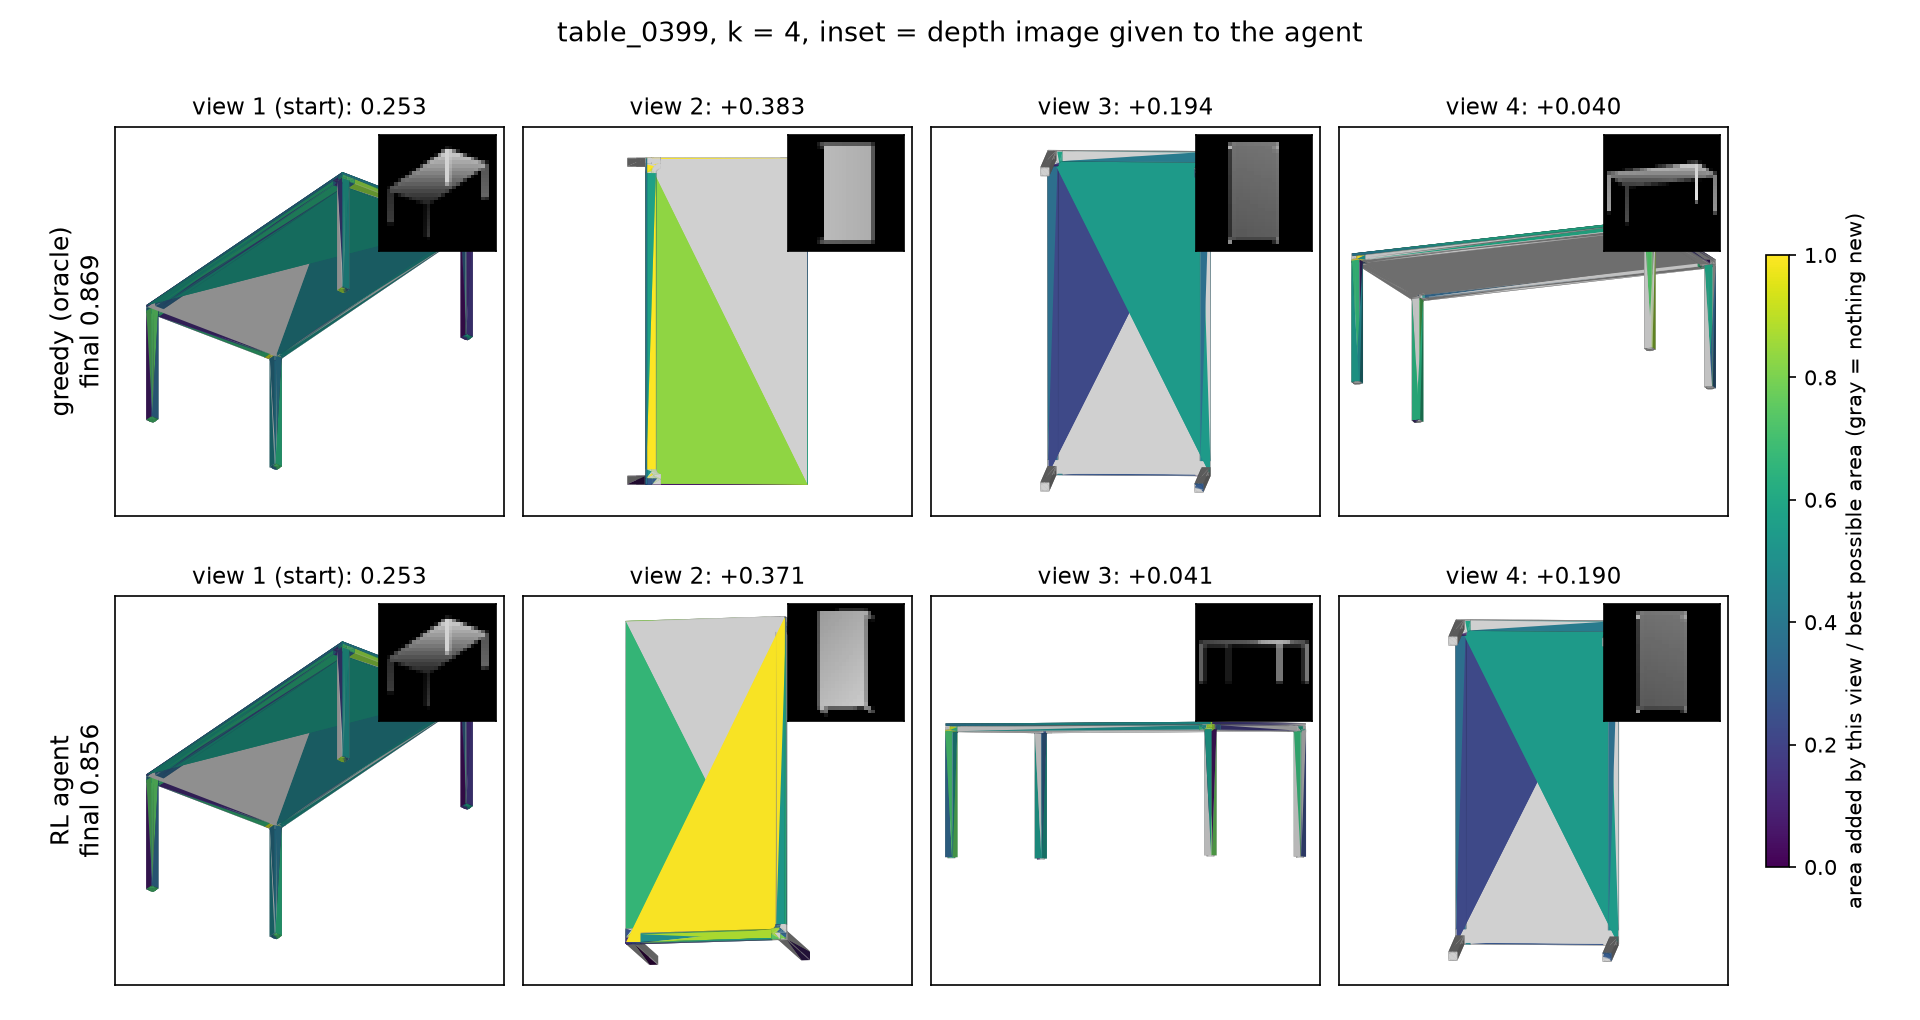 table_0399, k = 4, inset = depth image given to the agent
view 1 (start): 0.253
view 2: +0.383
view 3: +0.194
view 4: +0.040
greedy (oracle)
final 0.869
view 1 (start): 0.253
view 2: +0.371
view 3: +0.041
view 4: +0.190
RL agent
final 0.856
1.0
0.8
0.6
0.4
0.2
0.0
area added by this view / best possible area (gray = nothing new)